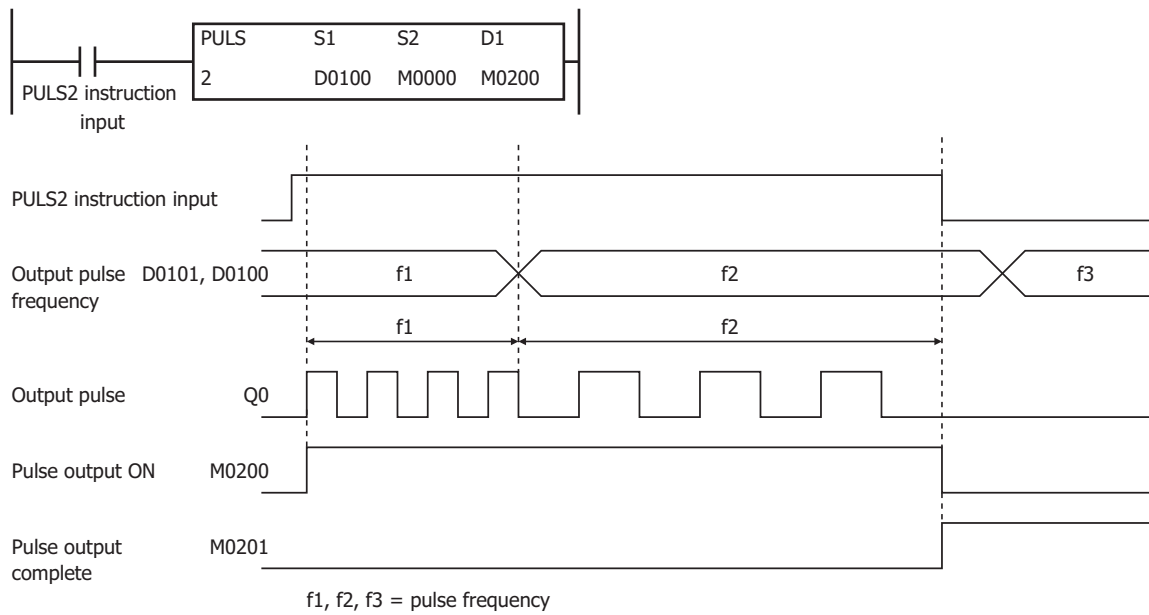 PULS S1 S2 D1
2 D0100 M0000 M0200
PULS2 instruction
input
PULS2 instruction input
Output pulse D0101, D0100
frequency
f1 f2 f3
f1 f2
Output pulse Q0
Pulse output ON M0200
Pulse output M0201
complete
f1, f2, f3 = pulse frequency